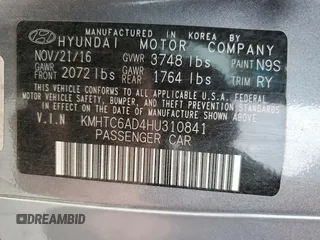 MANUFACTURED IN KOREA BY
HYUNDAI MOTOR COMPANY
NOV/21/16 GVWR 3748 lbs PAINT N9S
GAWR FRONT 2072 lbs GAWR REAR 1764 lbs TRIM RY
THIS VEHICLE CONFORMS TO ALL APPLICABLE U.S.
FEDERAL MOTOR VEHICLE SAFETY, BUMPER, AND
THEFT PREVENTION STANDARDS IN EFFECT ON THE
DATE OF MANUFACTURE SHOWN ABOVE.
V.I.N KMHTC6AD4HU310841
PASSENGER CAR
DREAMBID